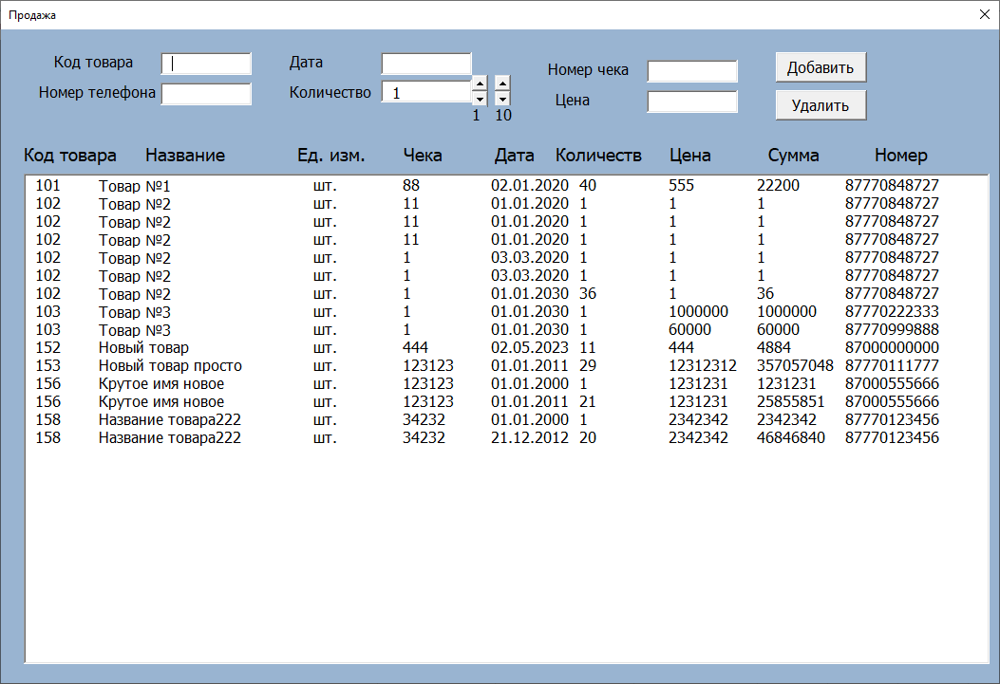 Продажа
Код товара Дата Номер чека Добавить
Номер телефона Количество 1 Цена Удалить
1 10
Код товара Название Ед. изм. Чека Дата Количеств Цена Сумма Номер
101 Товар №1 шт. 88 02.01.2020 40 555 22200 87770848727
102 Товар №2 шт. 11 01.01.2020 1 1 1 87770848727
102 Товар №2 шт. 11 01.01.2020 1 1 1 87770848727
102 Товар №2 шт. 11 01.01.2020 1 1 1 87770848727
102 Товар №2 шт. 1 03.03.2020 1 1 1 87770848727
102 Товар №2 шт. 1 03.03.2020 1 1 1 87770848727
102 Товар №2 шт. 1 01.01.2030 36 1 36 87770848727
103 Товар №3 шт. 1 01.01.2030 1 1000000 1000000 87770222333
103 Товар №3 шт. 1 01.01.2030 1 60000 60000 87770999888
152 Новый товар шт. 444 02.05.2023 11 444 4884 87000000000
153 Новый товар просто шт. 123123 01.01.2011 29 12312312 357057048 87770111777
156 Крутое имя новое шт. 123123 01.01.2000 1 1231231 1231231 87000555666
156 Крутое имя новое шт. 123123 01.01.2011 21 1231231 25855851 87000555666
158 Название товара222 шт. 34232 01.01.2000 1 2342342 2342342 87770123456
158 Название товара222 шт. 34232 21.12.2012 20 2342342 46846840 87770123456